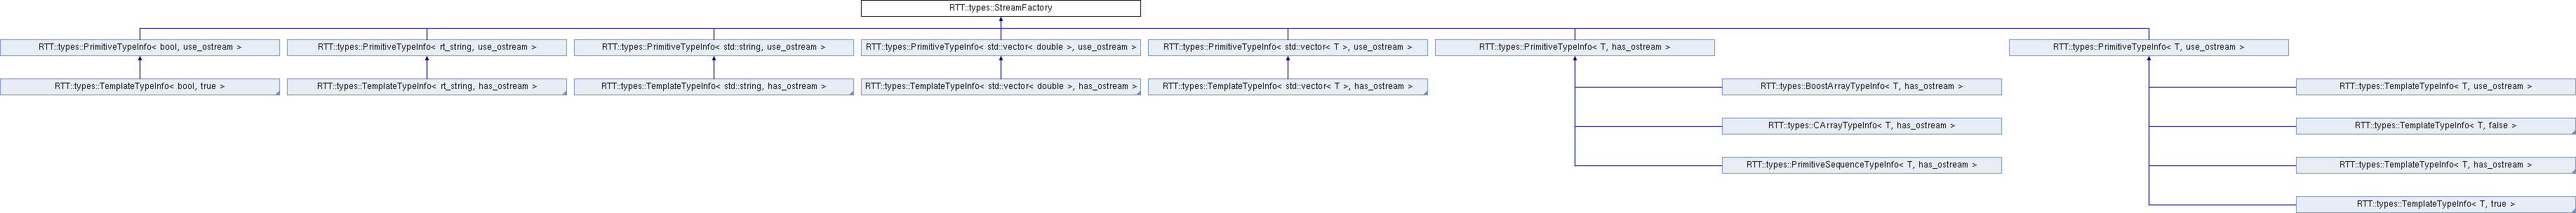 RTT::types::StreamFactory
RTT::types::PrimitiveTypeInfo< bool, use_ostream >
RTT::types::PrimitiveTypeInfo< rt_string, use_ostream >
RTT::types::PrimitiveTypeInfo< std::string, use_ostream >
RTT::types::PrimitiveTypeInfo< std::vector< double >, use_ostream >
RTT::types::PrimitiveTypeInfo< std::vector< T >, use_ostream >
RTT::types::PrimitiveTypeInfo< T, has_ostream >
RTT::types::PrimitiveTypeInfo< T, use_ostream >
RTT::types::TemplateTypeInfo< bool, true >
RTT::types::TemplateTypeInfo< rt_string, has_ostream >
RTT::types::TemplateTypeInfo< std::string, has_ostream >
RTT::types::TemplateTypeInfo< std::vector< double >, has_ostream >
RTT::types::TemplateTypeInfo< std::vector< T >, has_ostream >
RTT::types::BoostArrayTypeInfo< T, has_ostream >
RTT::types::TemplateTypeInfo< T, use_ostream >
RTT::types::CArrayTypeInfo< T, has_ostream >
RTT::types::TemplateTypeInfo< T, false >
RTT::types::PrimitiveSequenceTypeInfo< T, has_ostream >
RTT::types::TemplateTypeInfo< T, has_ostream >
RTT::types::TemplateTypeInfo< T, true >